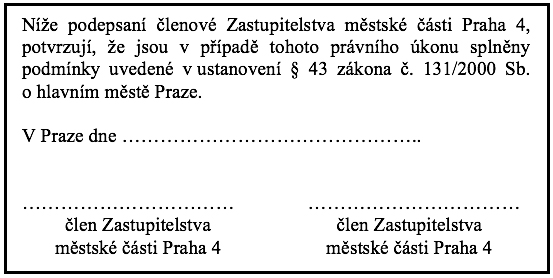 Níže podepsaní členové Zastupitelstva městské části Praha 4,
potvrzují, že jsou v případě tohoto právního úkonu splněny
podmínky uvedené v ustanovení § 43 zákona č. 131/2000 Sb.
o hlavním městě Praze.
V Praze dne ………………………………………..
…………………………… ……………………………
člen Zastupitelstva člen Zastupitelstva
městské části Praha 4 městské části Praha 4